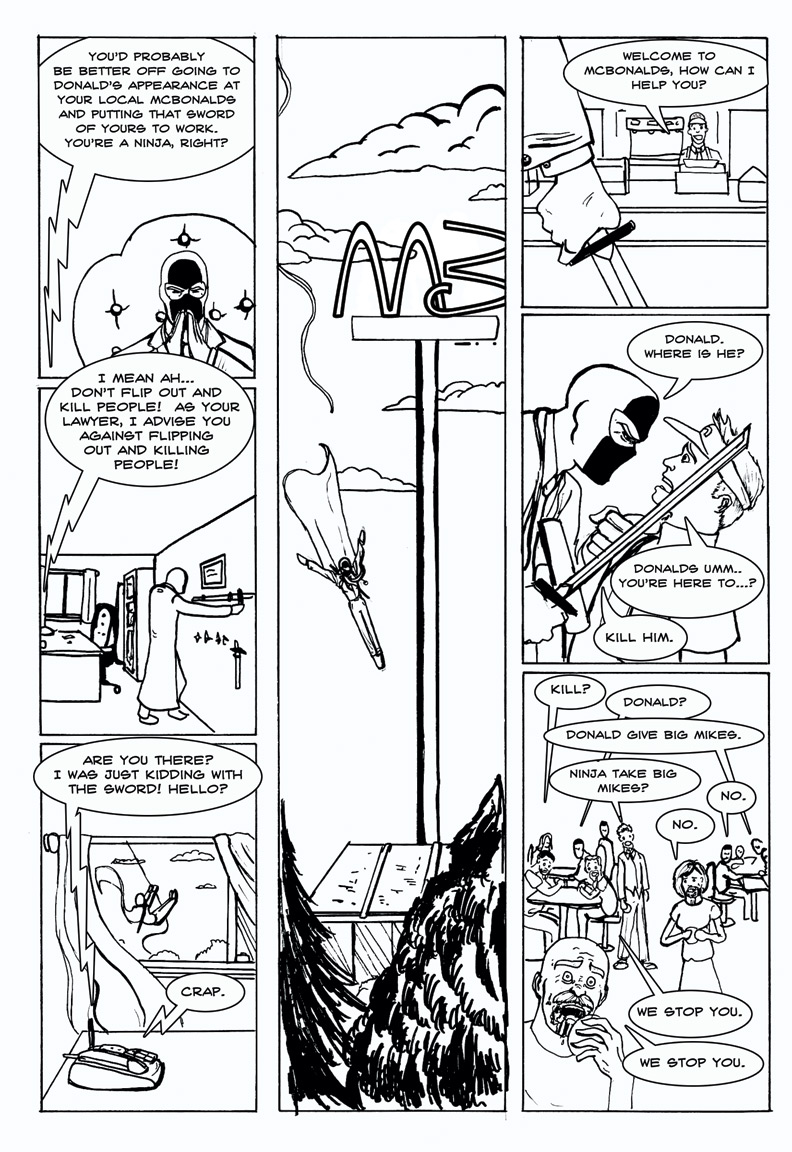 YOU'D PROBABLY
BE BETTER OFF GOING TO
DONALD'S APPEARANCE AT
YOUR LOCAL MCBONALDS
AND PUTTING THAT SWORD
OF YOURS TO WORK.
YOU'RE A NINJA, RIGHT?
I MEAN AH...
DON'T FLIP OUT AND
KILL PEOPLE! AS YOUR
LAWYER, I ADVISE YOU
AGAINST FLIPPING
OUT AND KILLING
PEOPLE!
ARE YOU THERE?
I WAS JUST KIDDING WITH
THE SWORD! HELLO?
CRAP.
WELCOME TO
MCBONALDS, HOW CAN I
HELP YOU?
DONALD.
WHERE IS HE?
DONALDS UMM..
YOU'RE HERE TO...?
KILL HIM.
KILL?
DONALD?
DONALD GIVE BIG MIKES.
NINJA TAKE BIG
MIKES?
NO.
NO.
WE STOP YOU.
WE STOP YOU.